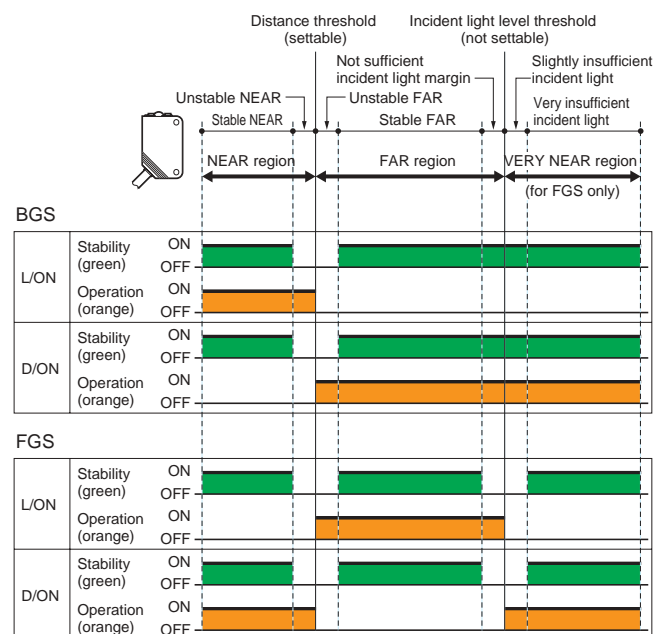 Distance threshold
(settable)
Incident light level threshold
(not settable)
Not sufficient
incident light margin
Slightly insufficient
incident light
Unstable NEAR
Unstable FAR
Very insufficient
incident light
Stable NEAR
Stable FAR
NEAR region
FAR region
VERY NEAR region
(for FGS only)
BGS
L/ON
Stability
(green)
ON
OFF
Operation
(orange)
ON
OFF
D/ON
Stability
(green)
ON
OFF
Operation
(orange)
ON
OFF
FGS
L/ON
Stability
(green)
ON
OFF
Operation
(orange)
ON
OFF
D/ON
Stability
(green)
ON
OFF
Operation
(orange)
ON
OFF